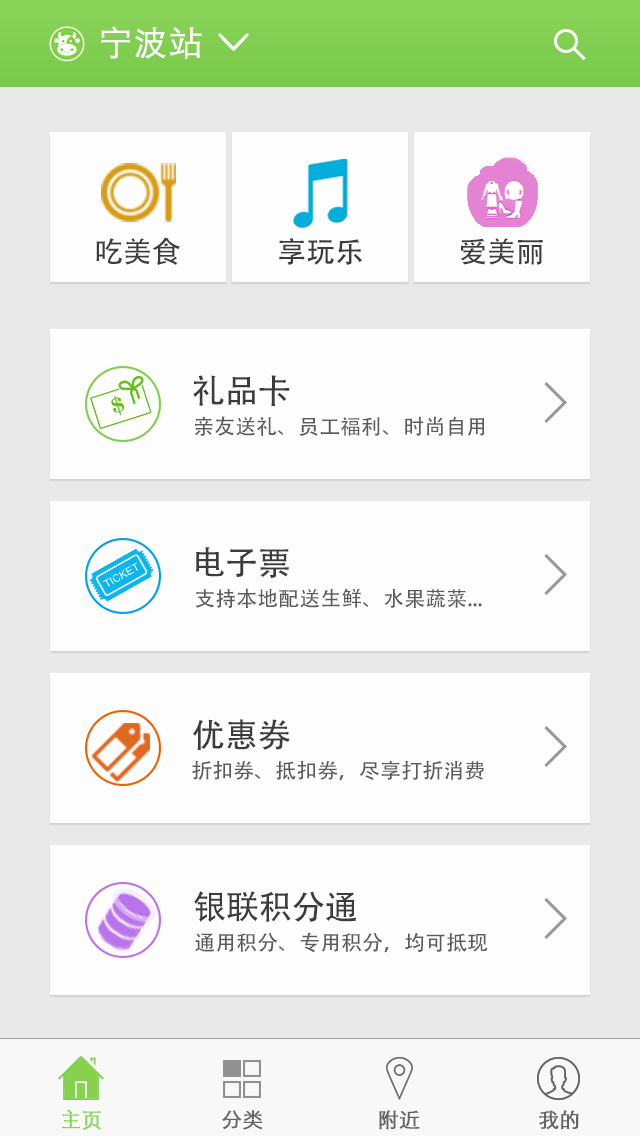 宁波站
吃美食
享玩乐
爱美丽
礼品卡
亲友送礼、员工福利、时尚自用
TICKET
电子票
支持本地配送生鲜、水果蔬菜...
优惠券
折扣券、抵扣券，尽享打折消费
银联积分通
通用积分、专用积分，均可抵现
主页
分类
附近
我的